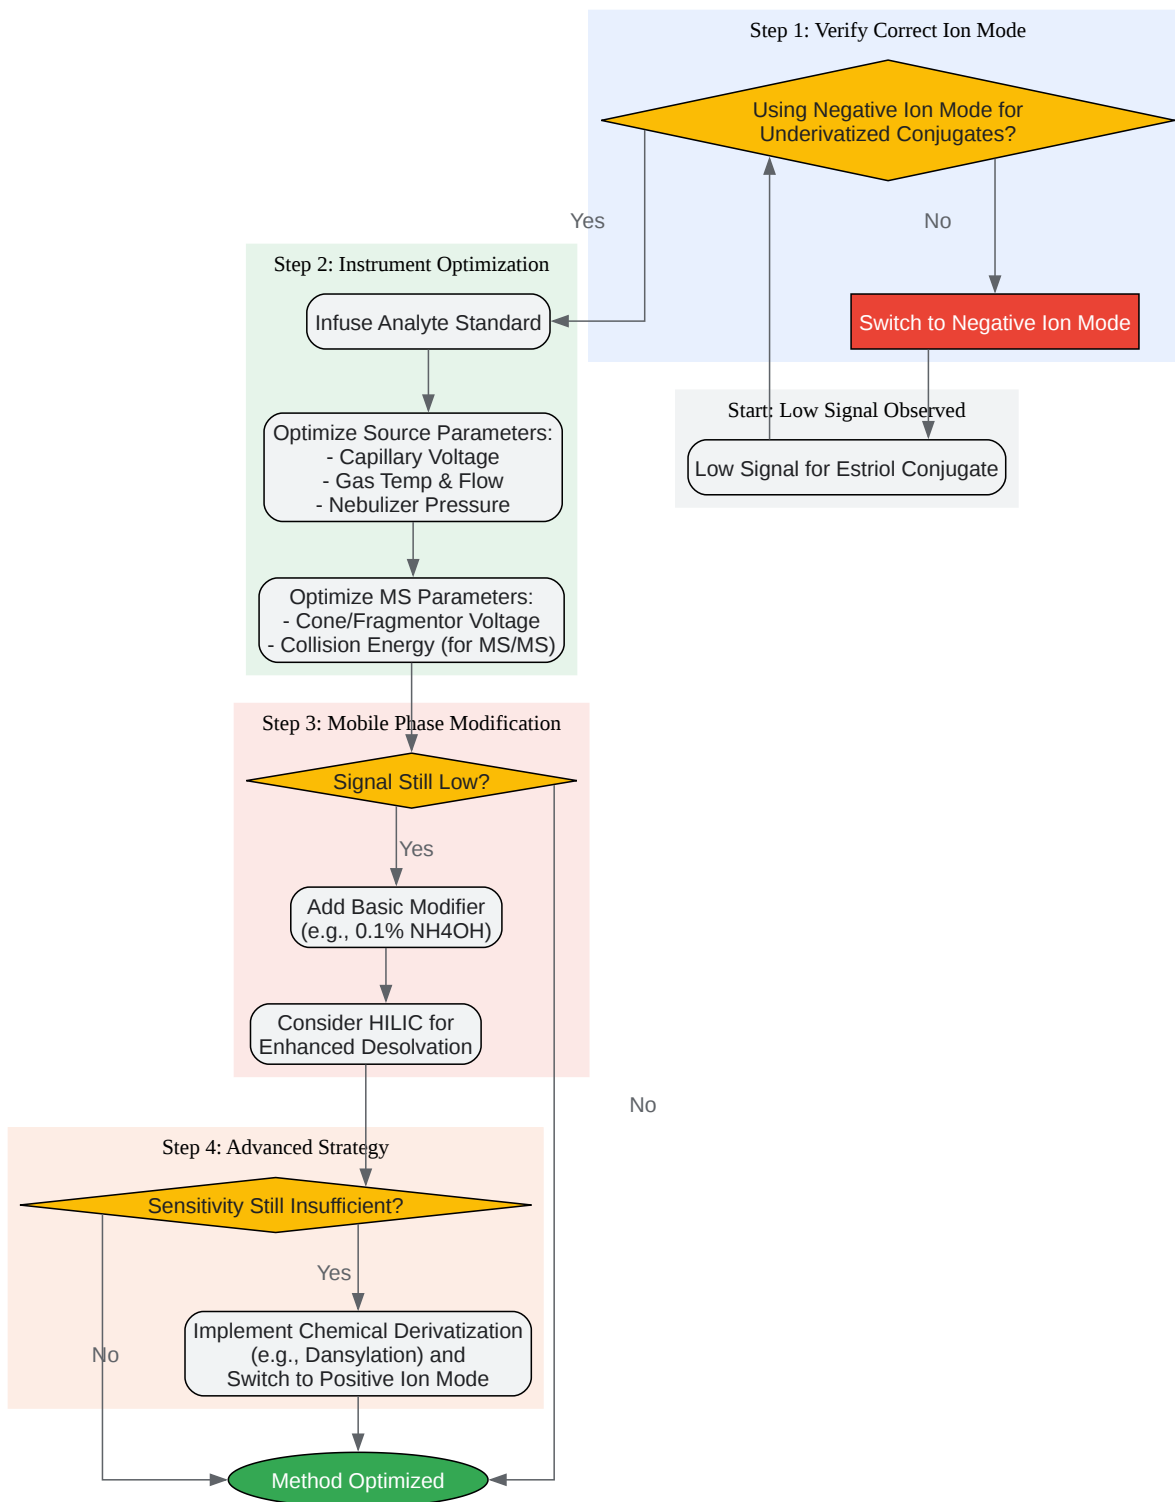 Step 1: Verify Correct Ion Mode
Using Negative Ion Mode for
Underivatized Conjugates?
Yes
No
Step 2: Instrument Optimization
Infuse Analyte Standard
Switch to Negative Ion Mode
Start: Low Signal Observed
Low Signal for Estriol Conjugate
Optimize Source Parameters:
- Capillary Voltage
- Gas Temp & Flow
- Nebulizer Pressure
Optimize MS Parameters:
- Cone/Fragmentor Voltage
- Collision Energy (for MS/MS)
Step 3: Mobile Phase Modification
Signal Still Low?
Yes
Add Basic Modifier
(e.g., 0.1% NH4OH)
Consider HILIC for
Enhanced Desolvation
No
Step 4: Advanced Strategy
Sensitivity Still Insufficient?
Yes
Implement Chemical Derivatization
(e.g., Dansylation) and
Switch to Positive Ion Mode
No
Method Optimized